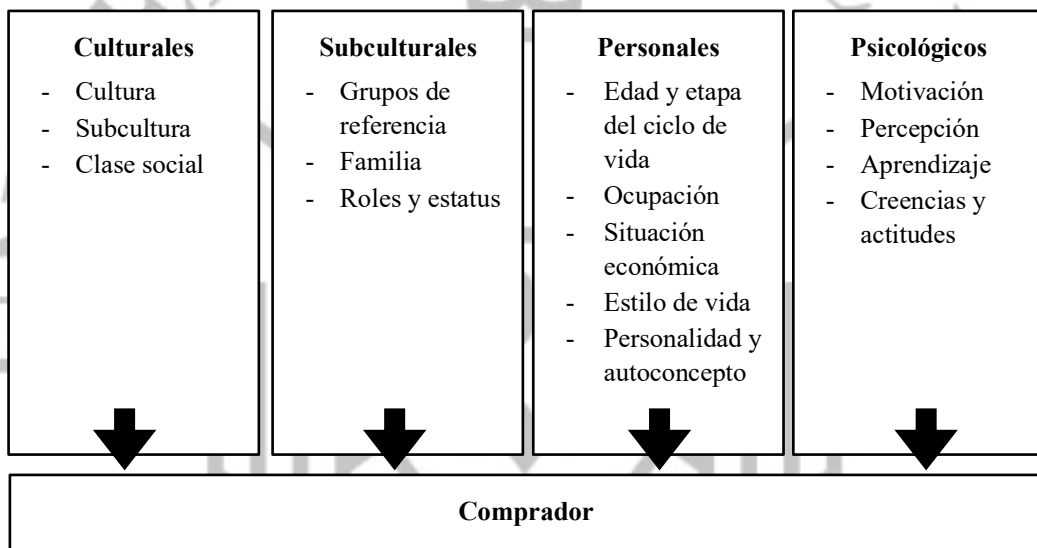 Culturales
- Cultura
- Subcultura
- Clase social
Subculturales
- Grupos de
referencia
- Familia
- Roles y estatus
Personales
- Edad y etapa
del ciclo de
vida
- Ocupación
- Situación
económica
- Estilo de vida
- Personalidad y
autoconcepto
Psicológicos
- Motivación
- Percepción
- Aprendizaje
- Creencias y
actitudes
Comprador